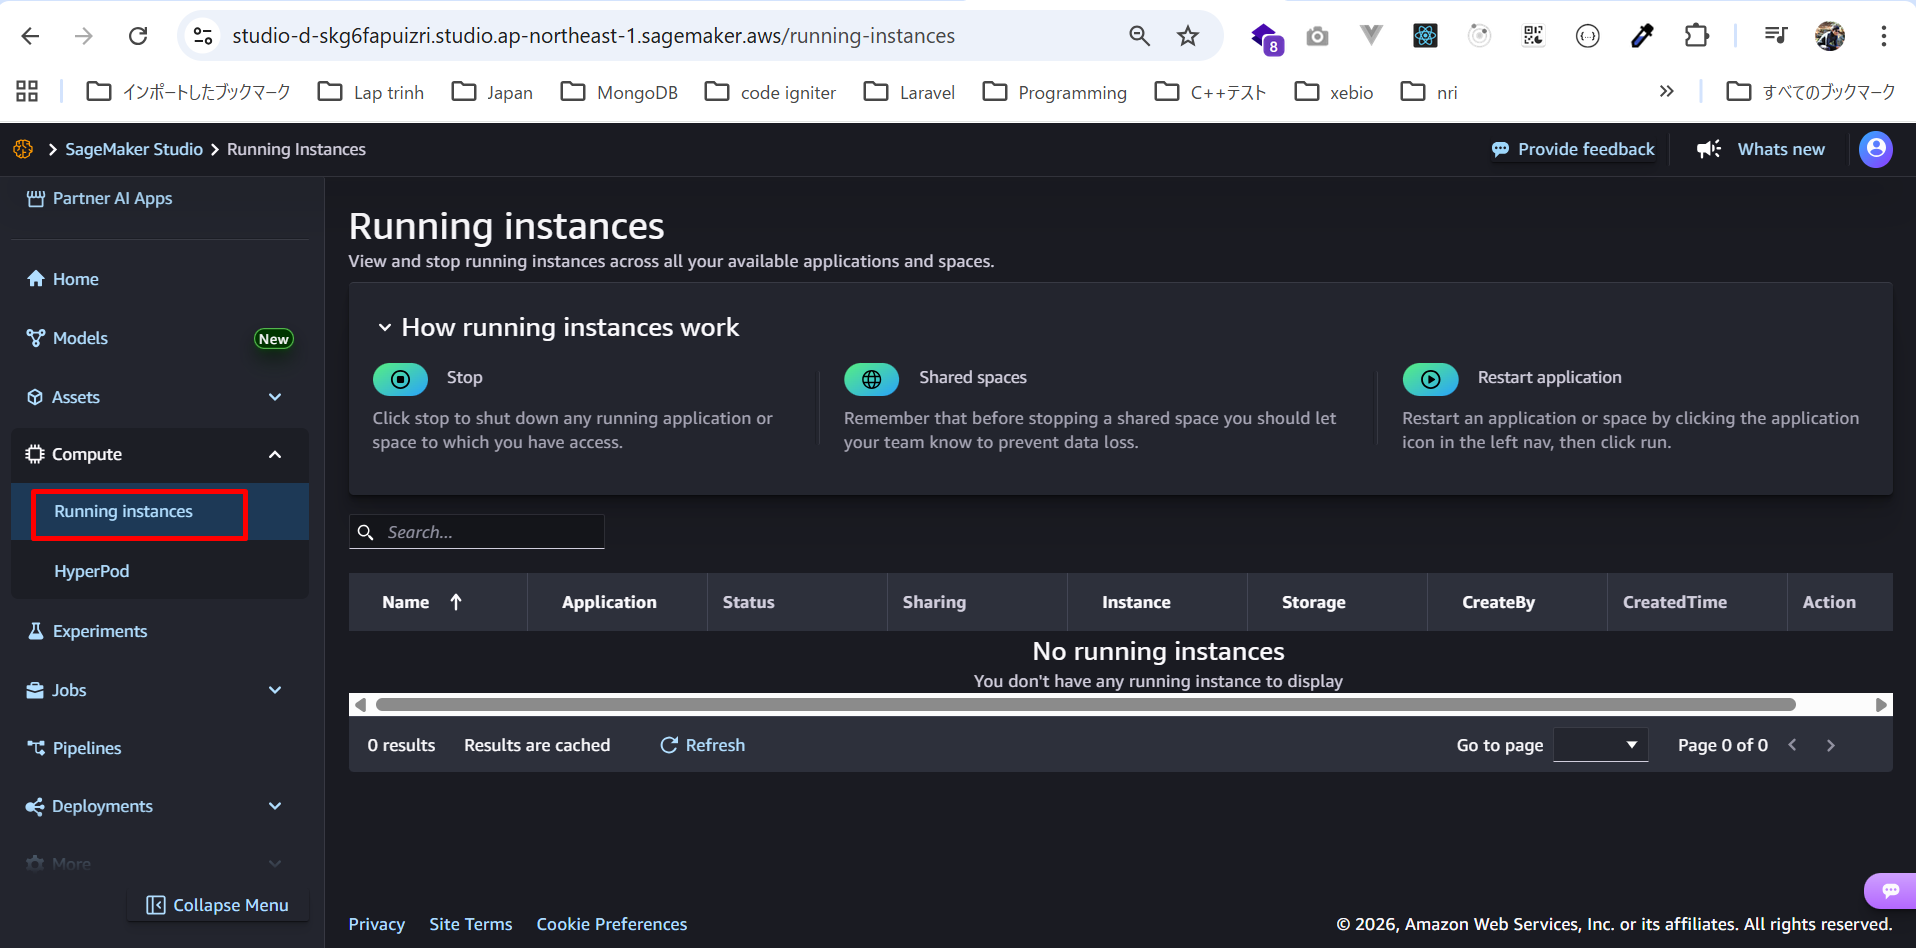 studio-d-skg6fapuizri.studio.ap-northeast-1.sagemaker.aws/running-instances
8
インポートしたブックマーク Lap trinh Japan MongoDB code igniter Laravel Programming C++テスト xebio nri » すべてのブックマーク
SageMaker Studio Running Instances Provide feedback Whats new
Partner AI Apps
Home
Models New
Assets
Compute
Running instances
HyperPod
Experiments
Jobs
Pipelines
Deployments
More
Collapse Menu
Running instances
View and stop running instances across all your available applications and spaces.
How running instances work
Stop
Click stop to shut down any running application or
space to which you have access.
Shared spaces
Remember that before stopping a shared space you should let
your team know to prevent data loss.
Restart application
Restart an application or space by clicking the application
icon in the left nav, then click run.
Search...
Name Application Status Sharing Instance Storage CreateBy CreatedTime Action
No running instances
You don't have any running instance to display
0 results Results are cached Refresh Go to page Page 0 of 0
Privacy Site Terms Cookie Preferences © 2026, Amazon Web Services, Inc. or its affiliates. All rights reserved.